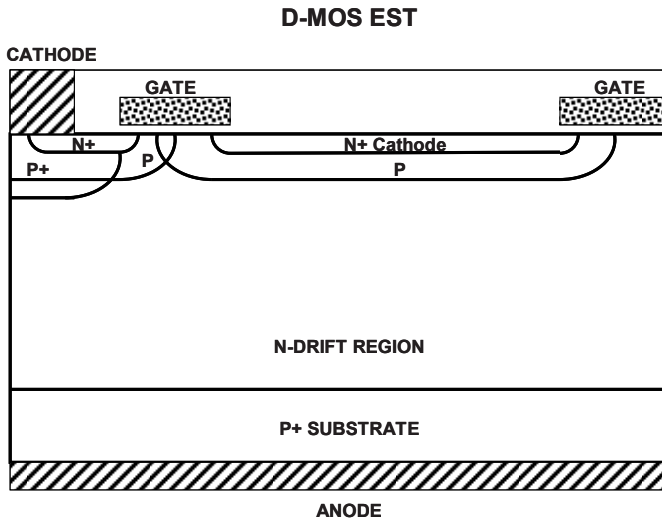 D-MOS EST
CATHODE
GATE
GATE
N+
N+ Cathode
P+
P
P
N-DRIFT REGION
P+ SUBSTRATE
ANODE